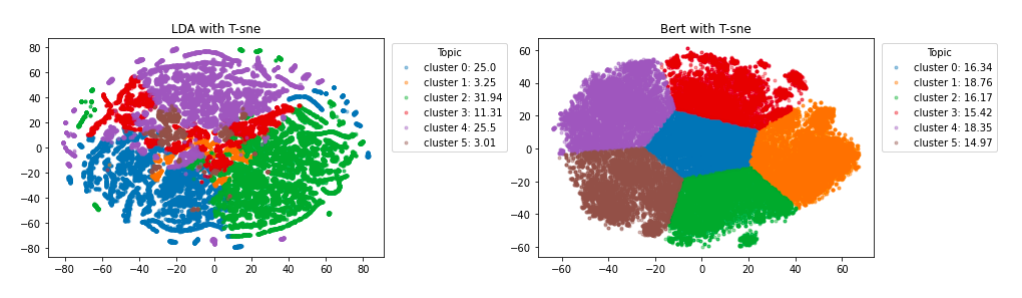 LDA with T-sne
80
60
40
20
0
−20
−40
−60
−80
−80 −60 −40 −20 0 20 40 60 80
Topic
cluster 0: 25.0
cluster 1: 3.25
cluster 2: 31.94
cluster 3: 11.31
cluster 4: 25.5
cluster 5: 3.01
Bert with T-sne
60
40
20
0
−20
−40
−60
−60 −40 −20 0 20 40 60
Topic
cluster 0: 16.34
cluster 1: 18.76
cluster 2: 16.17
cluster 3: 15.42
cluster 4: 18.35
cluster 5: 14.97